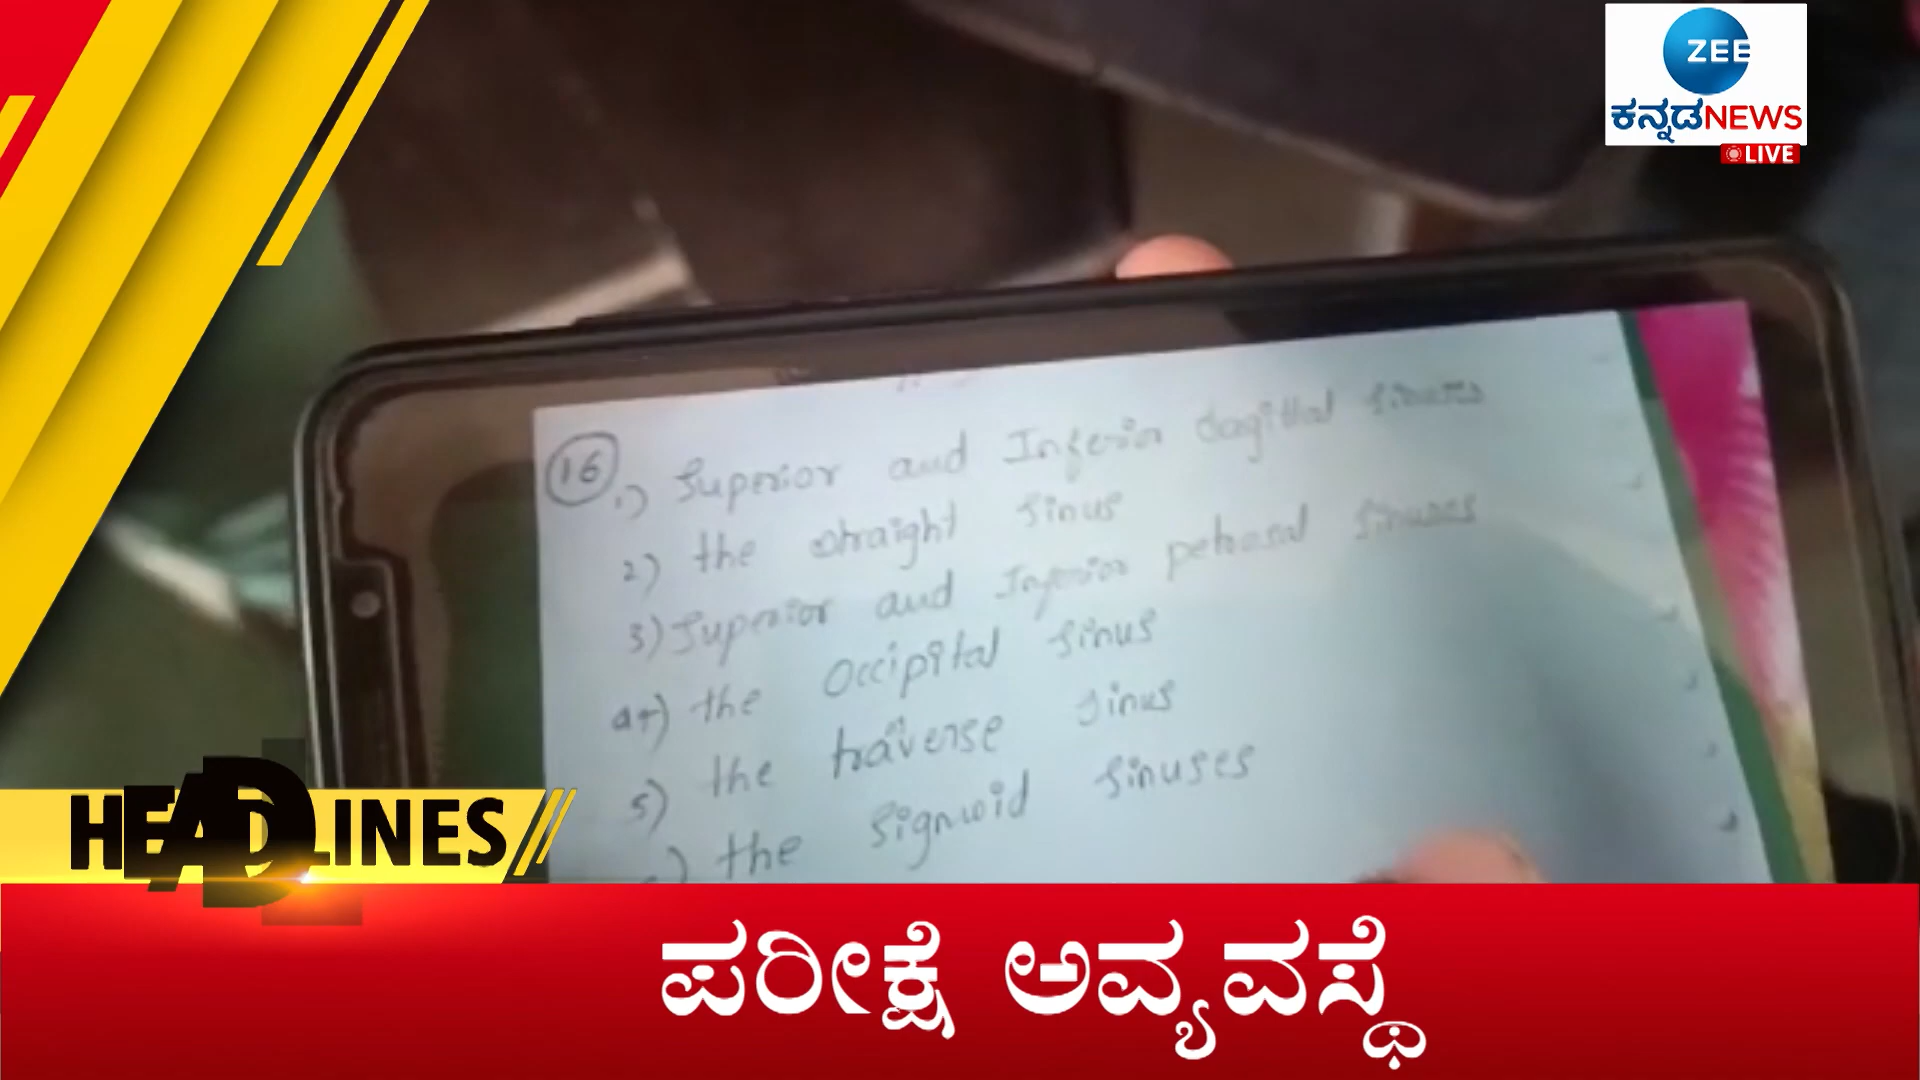 ZEE
ಕನ್ನಡNEWS
LIVE
16 1) Superior and Inferior Sagittal sinuses
2) the straight sinus
3) Superior and Inferior petrosal sinuses
4) the occipital sinus
5) the traverse sinus
) the sigmoid sinuses
HEADLINES
ಪರೀಕ್ಷೆ ಅವ್ಯವಸ್ಥೆ